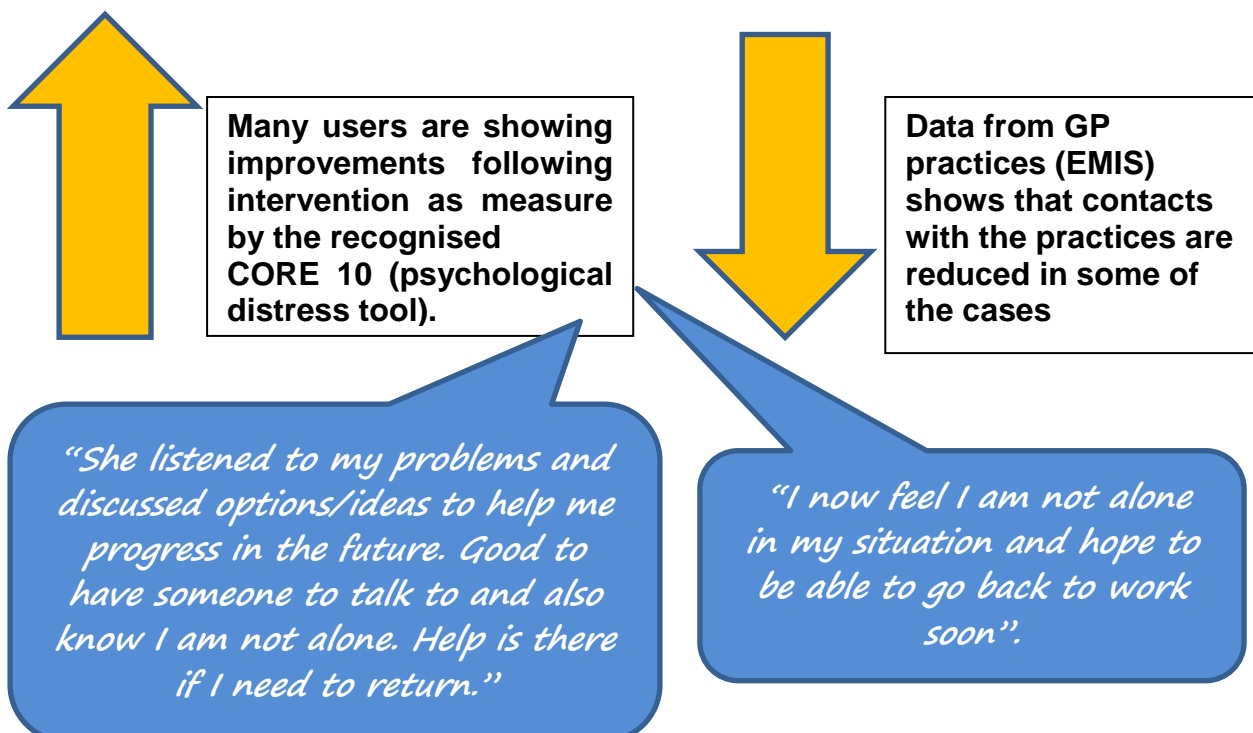 Many users are showing
improvements following
intervention as measure
by the recognised
CORE 10 (psychological
distress tool).
Data from GP
practices (EMIS)
shows that contacts
with the practices are
reduced in some of
the cases
“She listened to my problems and
discussed options/ideas to help me
progress in the future. Good to
have someone to talk to and also
know I am not alone. Help is there
if I need to return.”
“I now feel I am not alone
in my situation and hope to
be able to go back to work
soon”.